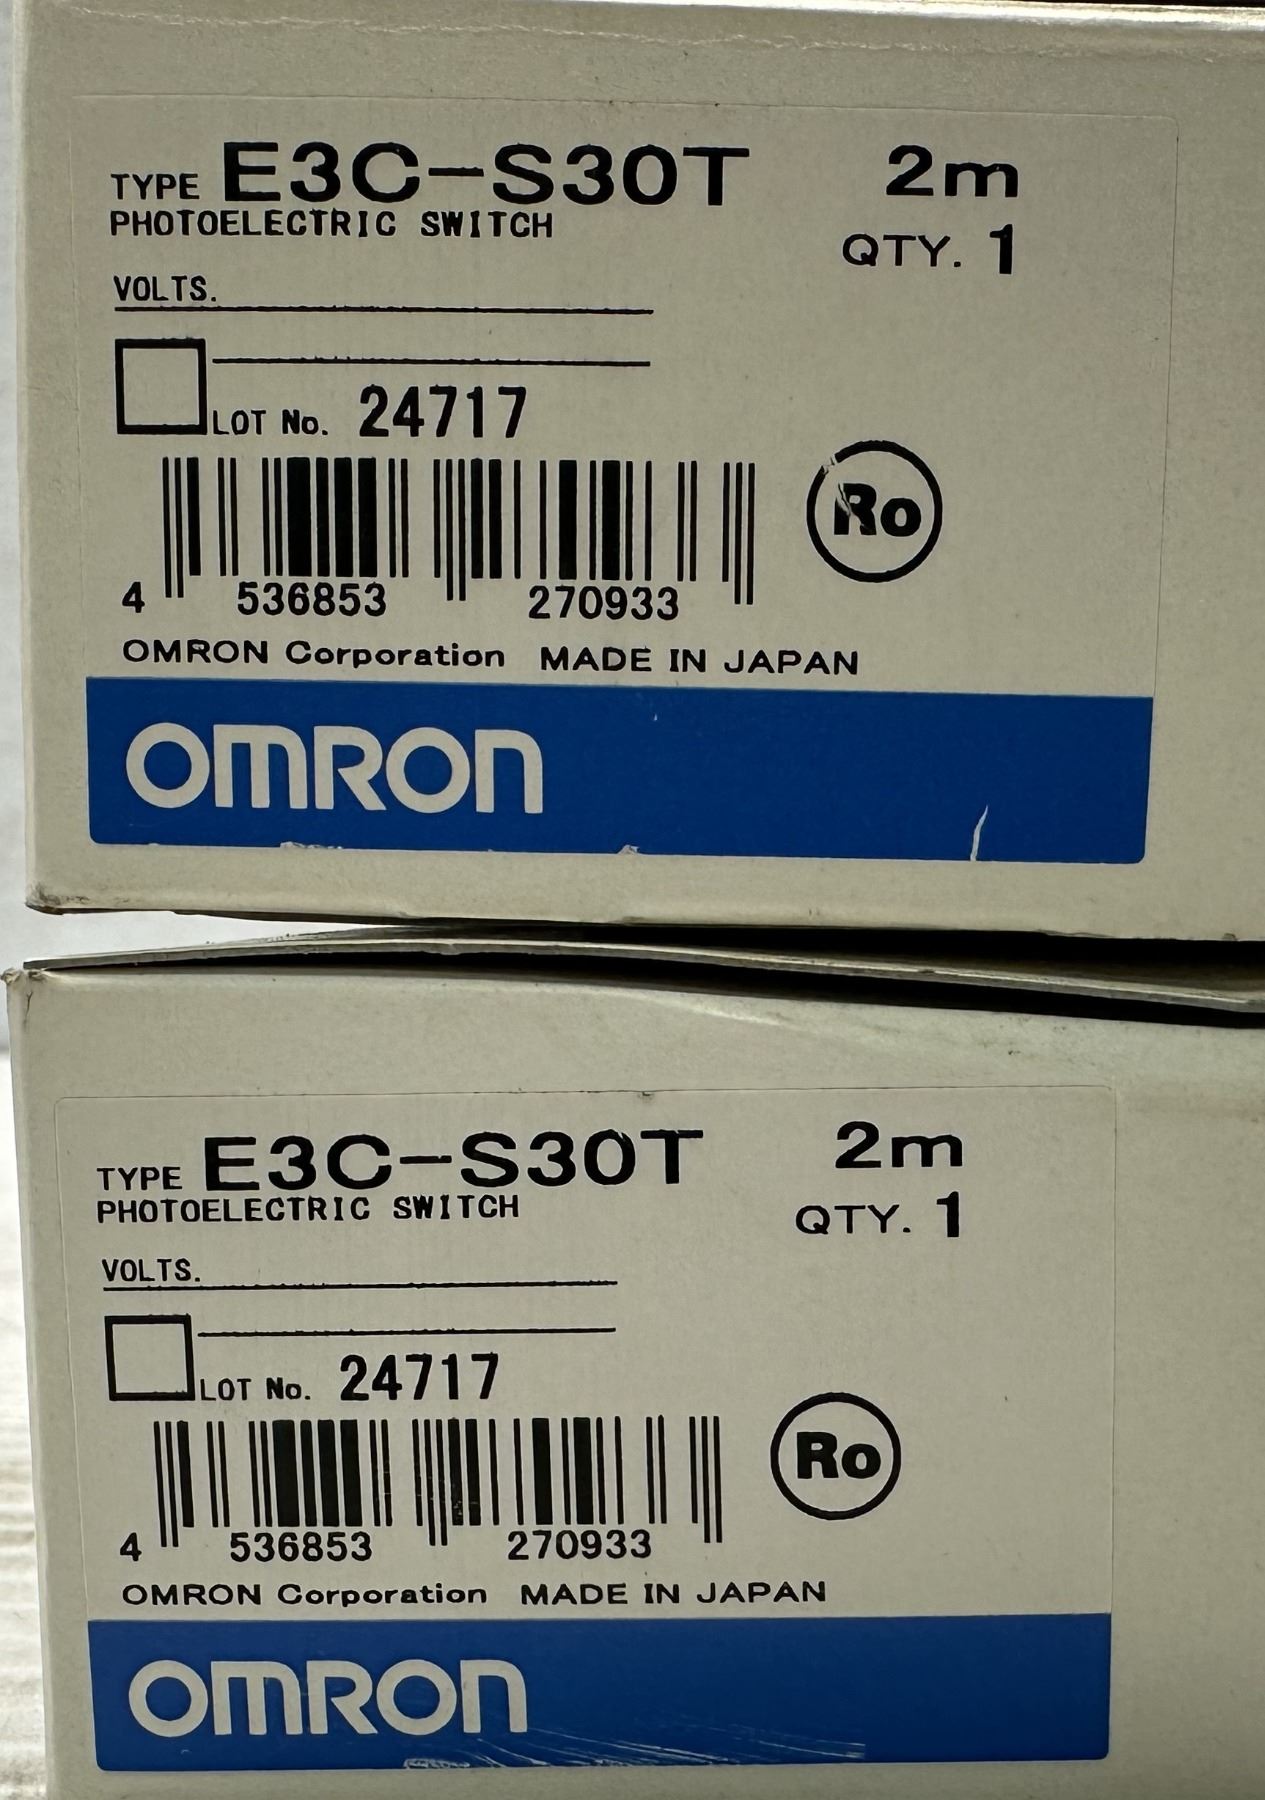 TYPE E3C-S30T 2m
PHOTOELECTRIC SWITCH
QTY. 1
VOLTS.
LOT No. 24717
Ro
4 536853 270933
OMRON Corporation MADE IN JAPAN
OMRON
TYPE E3C-S30T 2m
PHOTOELECTRIC SWITCH
QTY. 1
VOLTS.
LOT No. 24717
Ro
4 536853 270933
OMRON Corporation MADE IN JAPAN
OMRON